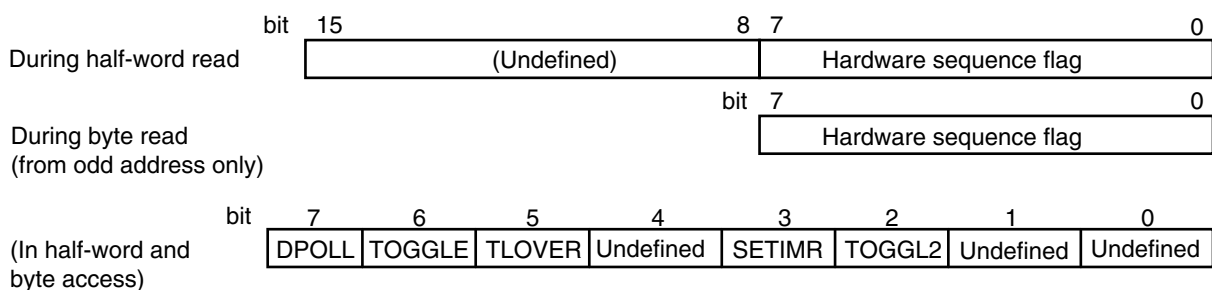 bit 15 8 7 0
During half-word read (Undefined) Hardware sequence flag
bit 7 0
During byte read Hardware sequence flag
(from odd address only)
bit 7 6 5 4 3 2 1 0
(In half-word and DPOLL TOGGLE TLOVER Undefined SETIMR TOGGL2 Undefined Undefined
byte access)